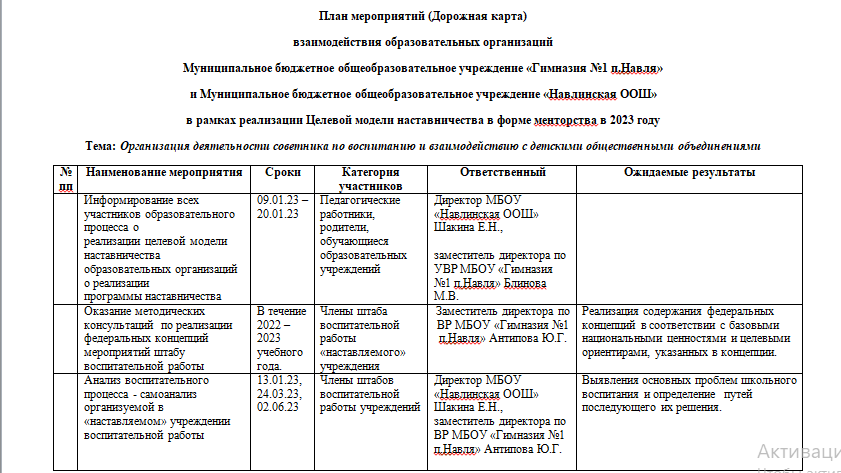 План мероприятий (Дорожная карта)
взаимодействия образовательных организаций
Муниципальное бюджетное общеобразовательное учреждение «Гимназия №1 п.Навля»
и Муниципальное бюджетное общеобразовательное учреждение «Навлинская ООШ»
в рамках реализации Целевой модели наставничества в форме менторства в 2023 году
Тема: Организация деятельности советника по воспитанию и взаимодействию с детскими общественными объединениями
№ пп
Наименование мероприятия
Сроки
Категория участников
Ответственный
Ожидаемые результаты
Информирование всех
участников образовательного
процесса о
реализации целевой модели
наставничества
образовательных организаций
о реализации
программы наставничества
09.01.23 –
20.01.23
Педагогические
работники,
родители,
обучающиеся
образовательных
учреждений
Директор МБОУ
«Навлинская ООШ»
Шакина Е.Н.,
заместитель директора по
УВР МБОУ «Гимназия
№1 п.Навля» Блинова
М.В.
Оказание методических
консультаций по реализации
федеральных концепций
мероприятий штабу
воспитательной работы
В течение
2022 –
2023
учебного
года.
Члены штаба
воспитательной
работы
«наставляемого»
учреждения
Заместитель директора по
ВР МБОУ «Гимназия №1
п.Навля» Антипова Ю.Г.
Реализация содержания федеральных
концепций в соответствии с базовыми
национальными ценностями и целевыми
ориентирами, указанных в концепции.
Анализ воспитательного
процесса - самоанализ
организуемой в
«наставляемом» учреждении
воспитательной работы
13.01.23,
24.03.23,
02.06.23
Члены штабов
воспитательной
работы учреждений
Директор МБОУ
«Навлинская ООШ»
Шакина Е.Н.,
заместитель директора по
ВР МБОУ «Гимназия №1
п.Навля» Антипова Ю.Г.
Выявления основных проблем школьного
воспитания и определение путей
последующего их решения.
Активаци